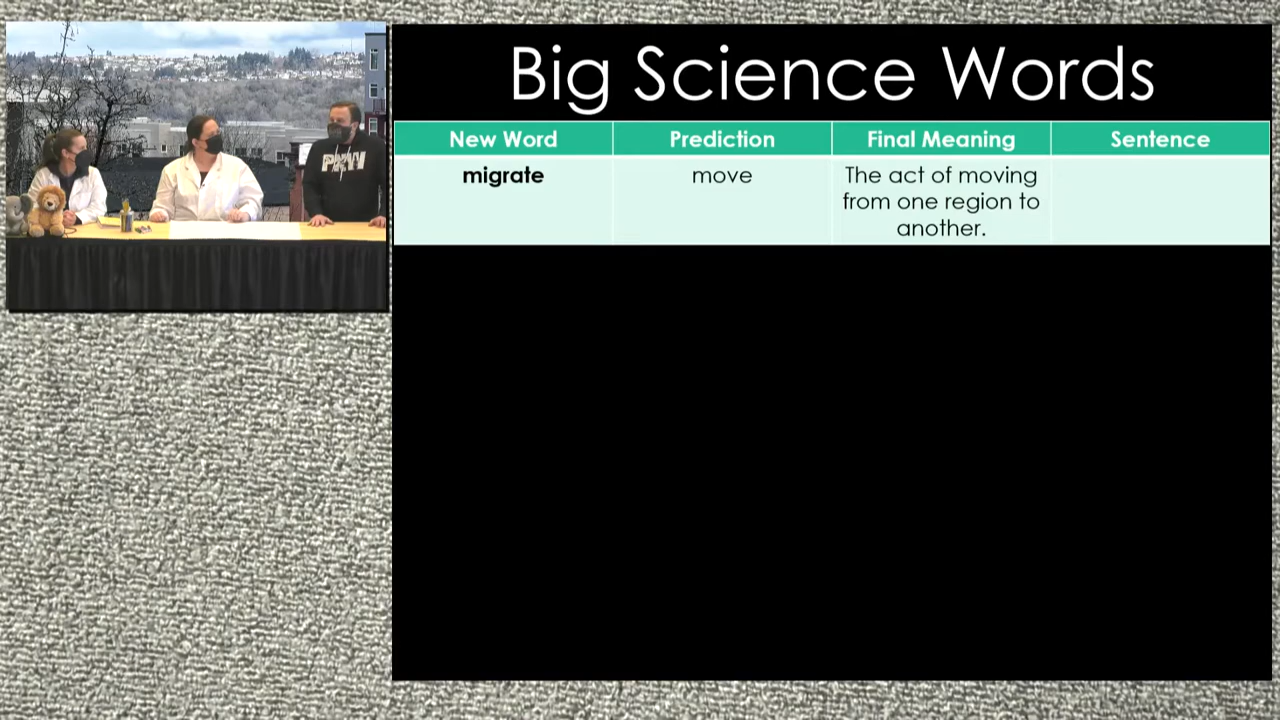 Big Science Words
New Word Prediction Final Meaning Sentence
migrate move The act of moving
from one region to
another.